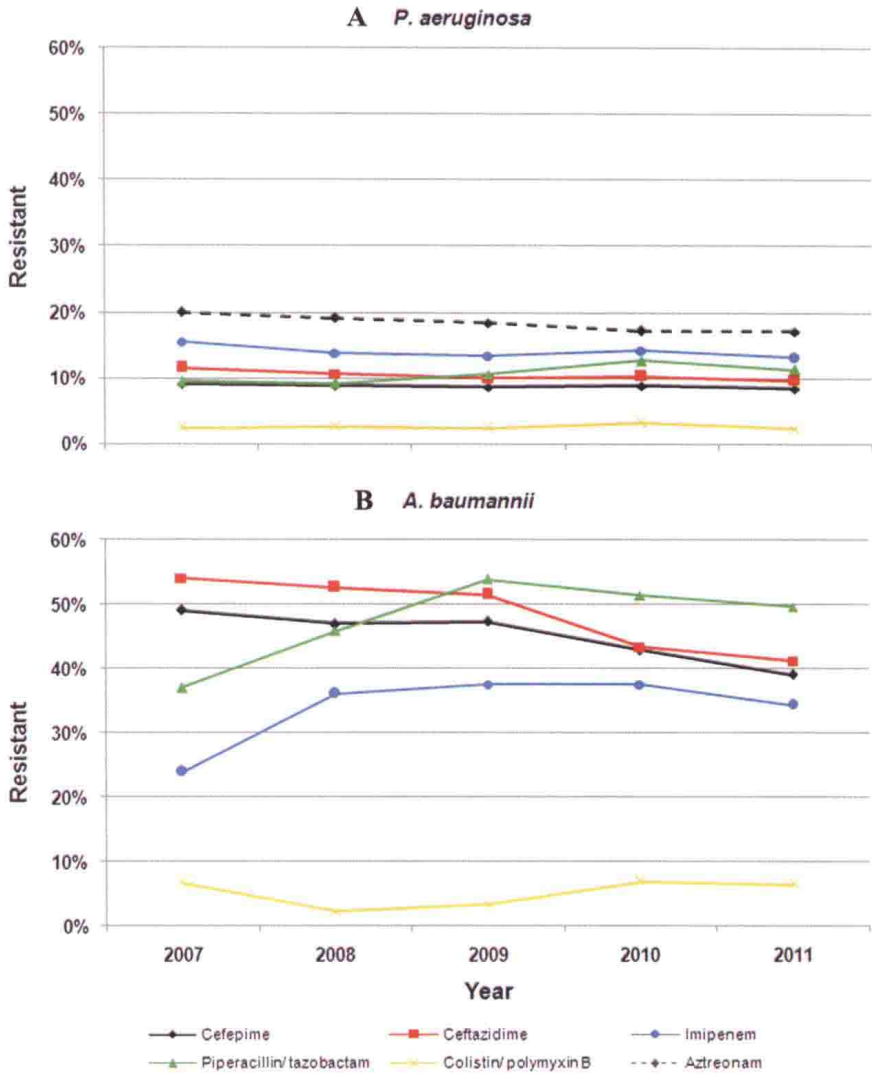 A P. aeruginosa
60%
50%
40%
30%
20%
10%
0%
Resistant
B A. baumannii
60%
50%
40%
30%
20%
10%
0%
Resistant
2007 2008 2009 2010 2011
Year
Cefepime Ceftazidime Imipenem
Piperacillin/tazobactam Colistin/polymyxin B Aztreonam